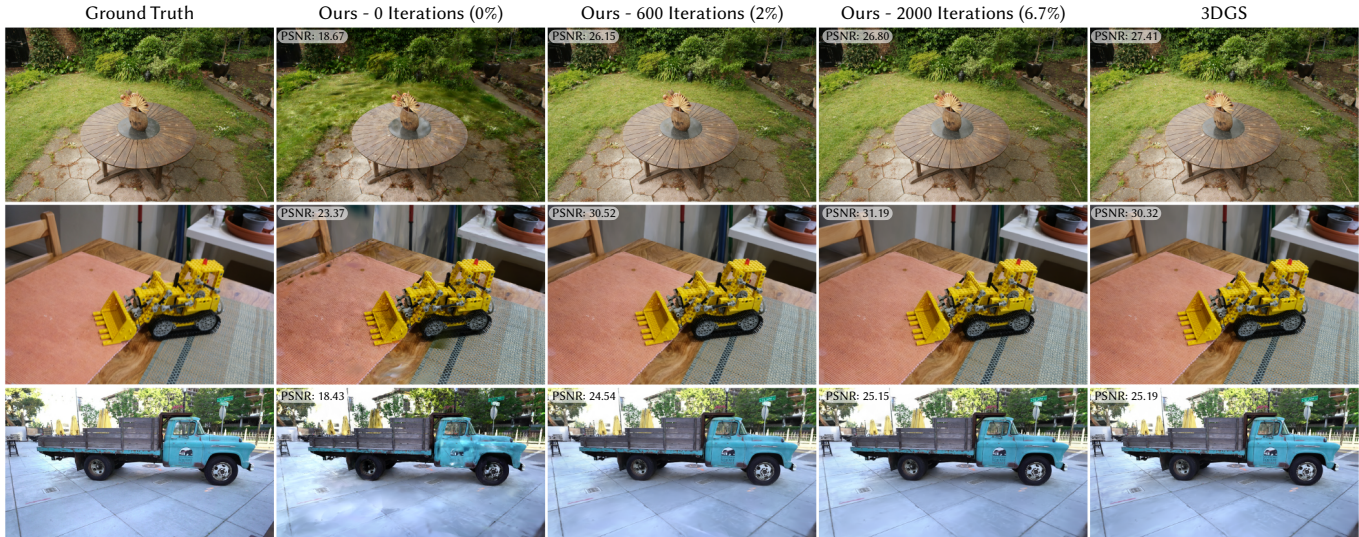 Ground Truth
Ours - 0 Iterations (0%)
Ours - 600 Iterations (2%)
Ours - 2000 Iterations (6.7%)
3DGS
PSNR: 18.67
PSNR: 26.15
PSNR: 26.80
PSNR: 27.41
PSNR: 23.37
PSNR: 30.52
PSNR: 31.19
PSNR: 30.32
PSNR: 18.43
PSNR: 24.54
PSNR: 25.15
PSNR: 25.19